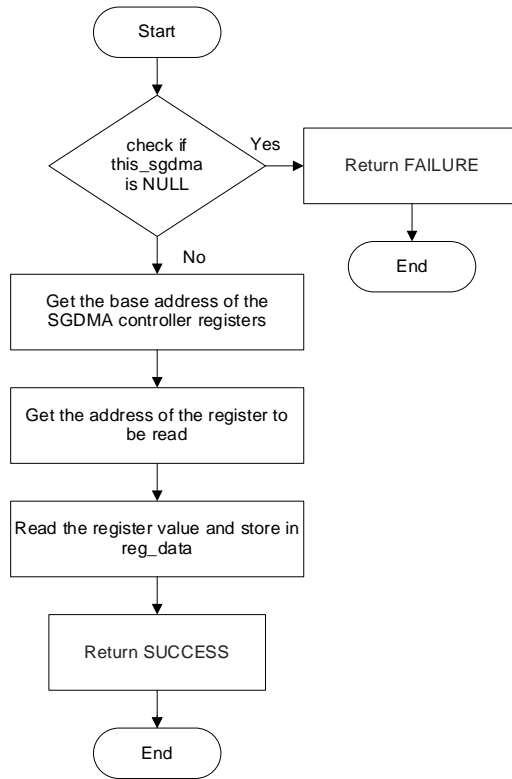 Start
check if
this_sgdma
is NULL
Yes
Return FAILURE
End
No
Get the base address of the
SGDMA controller registers
Get the address of the register to
be read
Read the register value and store in
reg_data
Return SUCCESS
End